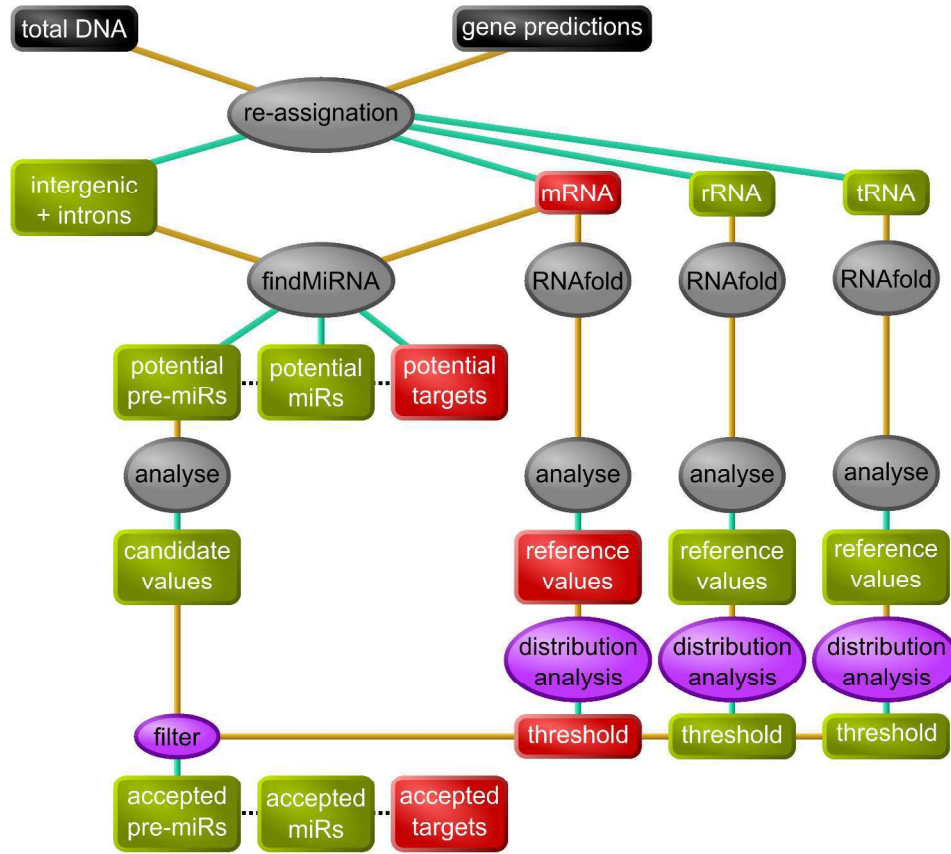 total DNA
gene predictions
re-assignation
intergenic
+ introns
mRNA
rRNA
tRNA
findMiRNA
RNAfold
RNAfold
RNAfold
potential
pre-miRs
potential
miRs
potential
targets
analyse
analyse
analyse
analyse
candidate
values
reference
values
reference
values
reference
values
distribution
analysis
distribution
analysis
distribution
analysis
filter
threshold
threshold
threshold
accepted
pre-miRs
accepted
miRs
accepted
targets